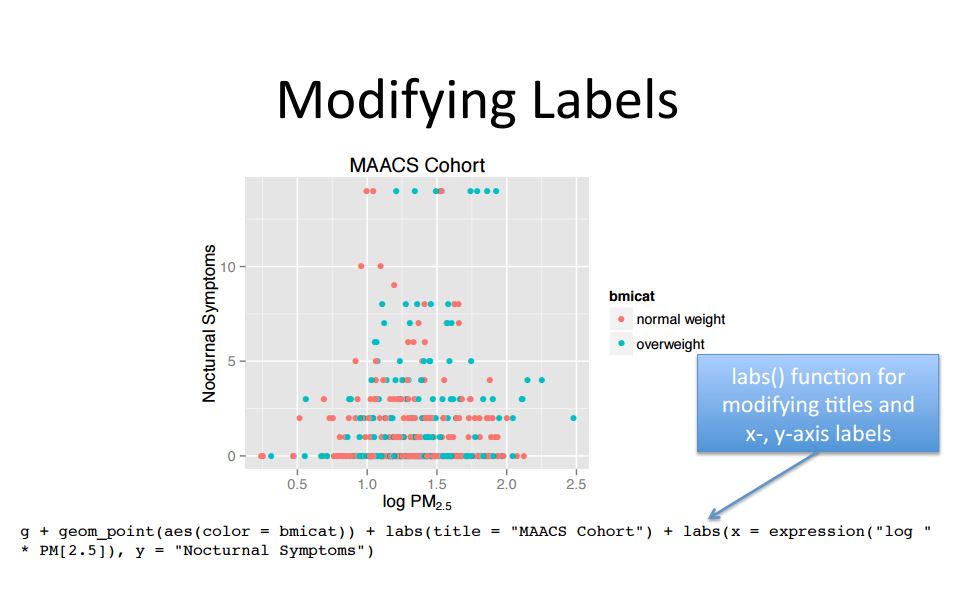 Modifying Labels
MAACS Cohort
Nocturnal Symptoms
10
5
0
0.5 1.0 1.5 2.0 2.5
log PM2.5
bmicat
normal weight
overweight
labs() function for
modifying titles and
x-, y-axis labels
g + geom_point(aes(color = bmicat)) + labs(title = "MAACS Cohort") + labs(x = expression("log "
* PM[2.5]), y = "Nocturnal Symptoms")